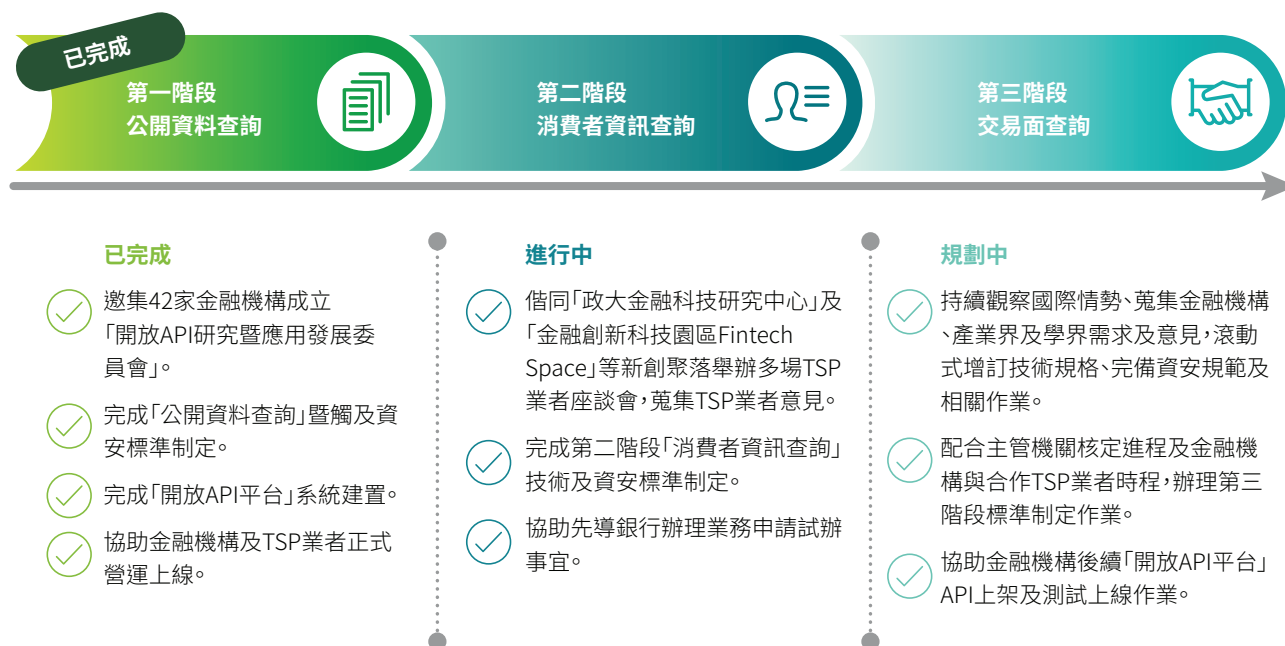 已完成
第一階段
公開資料查詢
第二階段
消費者資訊查詢
第三階段
交易面查詢
已完成
邀集42家金融機構成立
「開放API研究暨應用發展委
員會」。
完成「公開資料查詢」暨觸及資
安標準制定。
完成「開放API平台」系統建置。
協助金融機構及TSP業者正式
營運上線。
進行中
偕同「政大金融科技研究中心」及
「金融創新科技園區Fintech
Space」等新創聚落舉辦多場TSP
業者座談會,蒐集TSP業者意見。
完成第二階段「消費者資訊查詢」
技術及資安標準制定。
協助先導銀行辦理業務申請試辦
事宜。
規劃中
持續觀察國際情勢、蒐集金融機構
、產業界及學界需求及意見,滾動
式增訂技術規格、完備資安規範及
相關作業。
配合主管機關核定進程及金融機
構與合作TSP業者時程,辦理第三
階段標準制定作業。
協助金融機構後續「開放API平台」
API上架及測試上線作業。